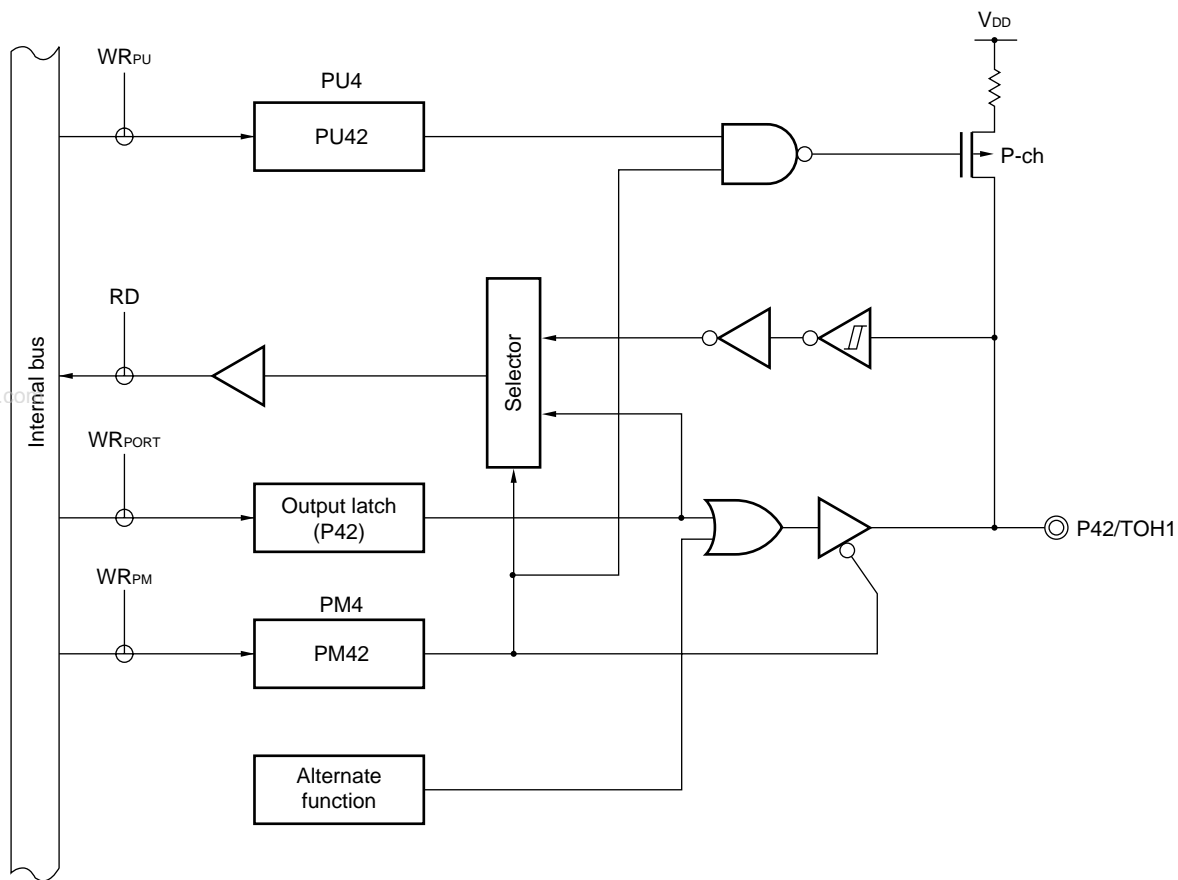 VDD
WRPU
PU4
PU42
P-ch
RD
Selector
Internal bus
.com
WRPORT
Output latch
(P42)
P42/TOH1
WRPM
PM4
PM42
Alternate
function